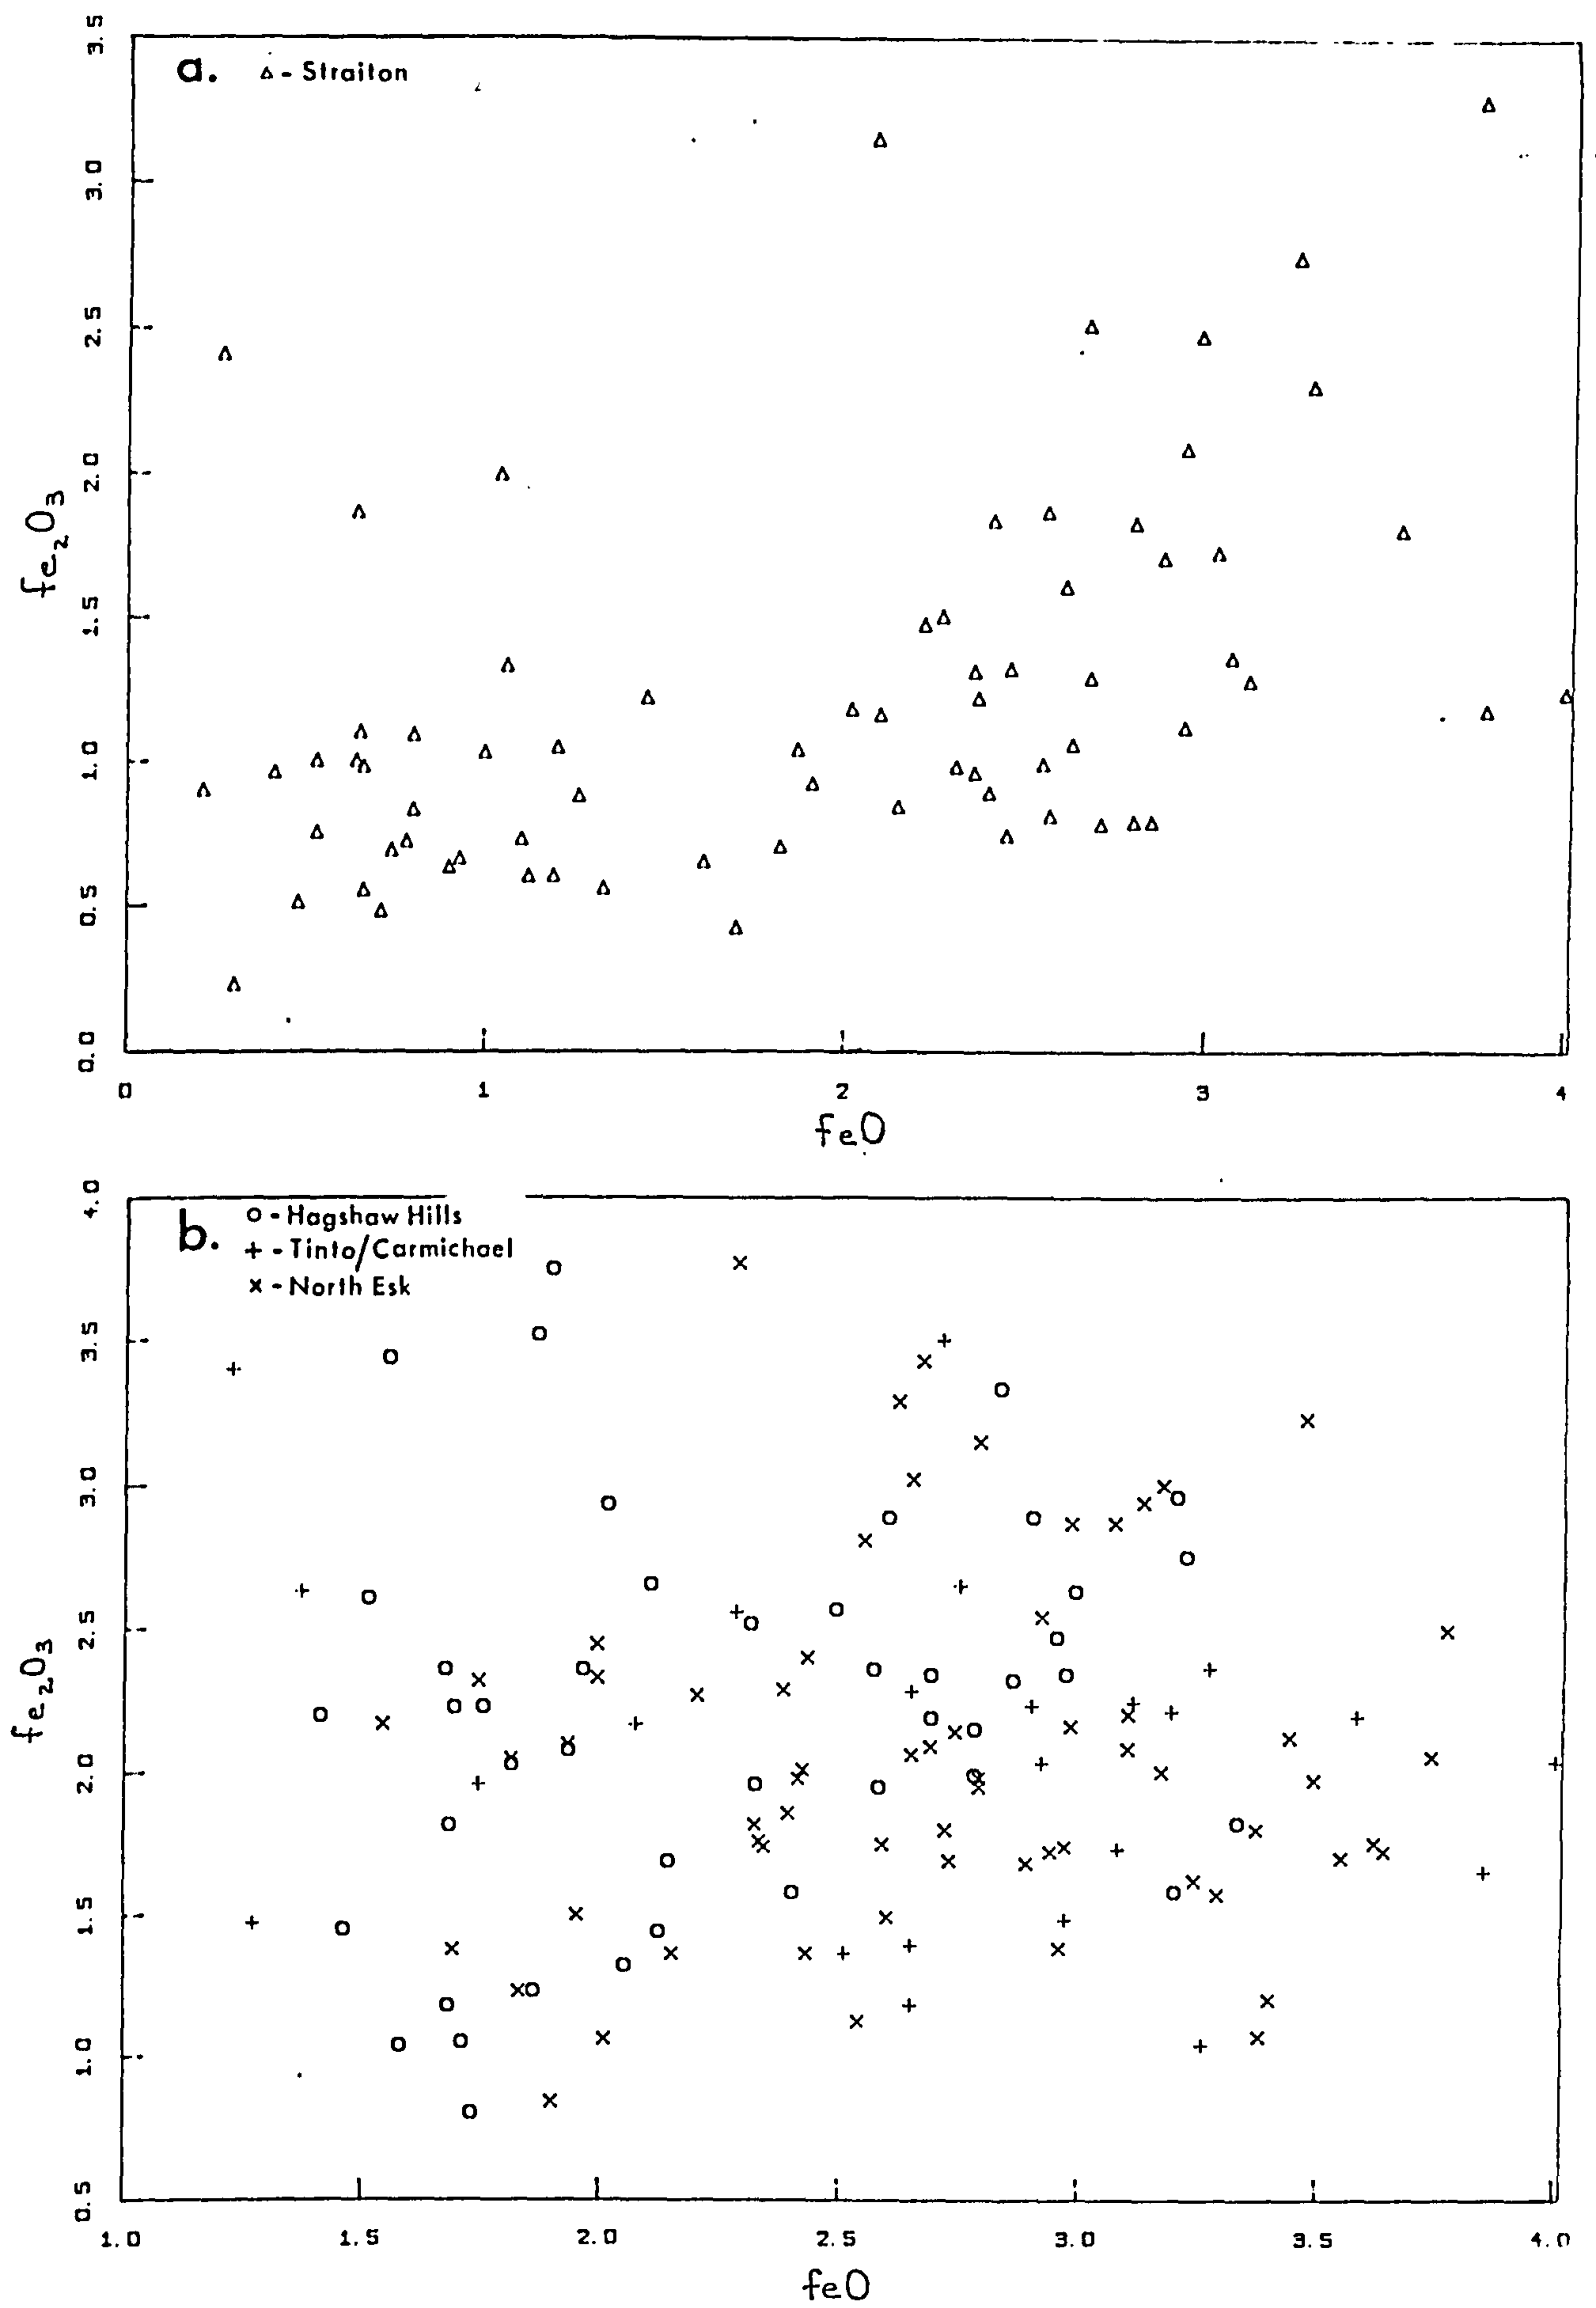 3.5
a. Δ - Straiton
3.0
2.5
2.0
1.5
1.0
0.5
0.0
Fe2O3
0 1 2 3 4
FeO
4.0
b. o - Hagshaw Hills
+ - Tinto/Carmichael
x - North Esk
3.5
3.0
2.5
2.0
1.5
1.0
0.5
Fe2O3
1.0 1.5 2.0 2.5 3.0 3.5 4.0
FeO